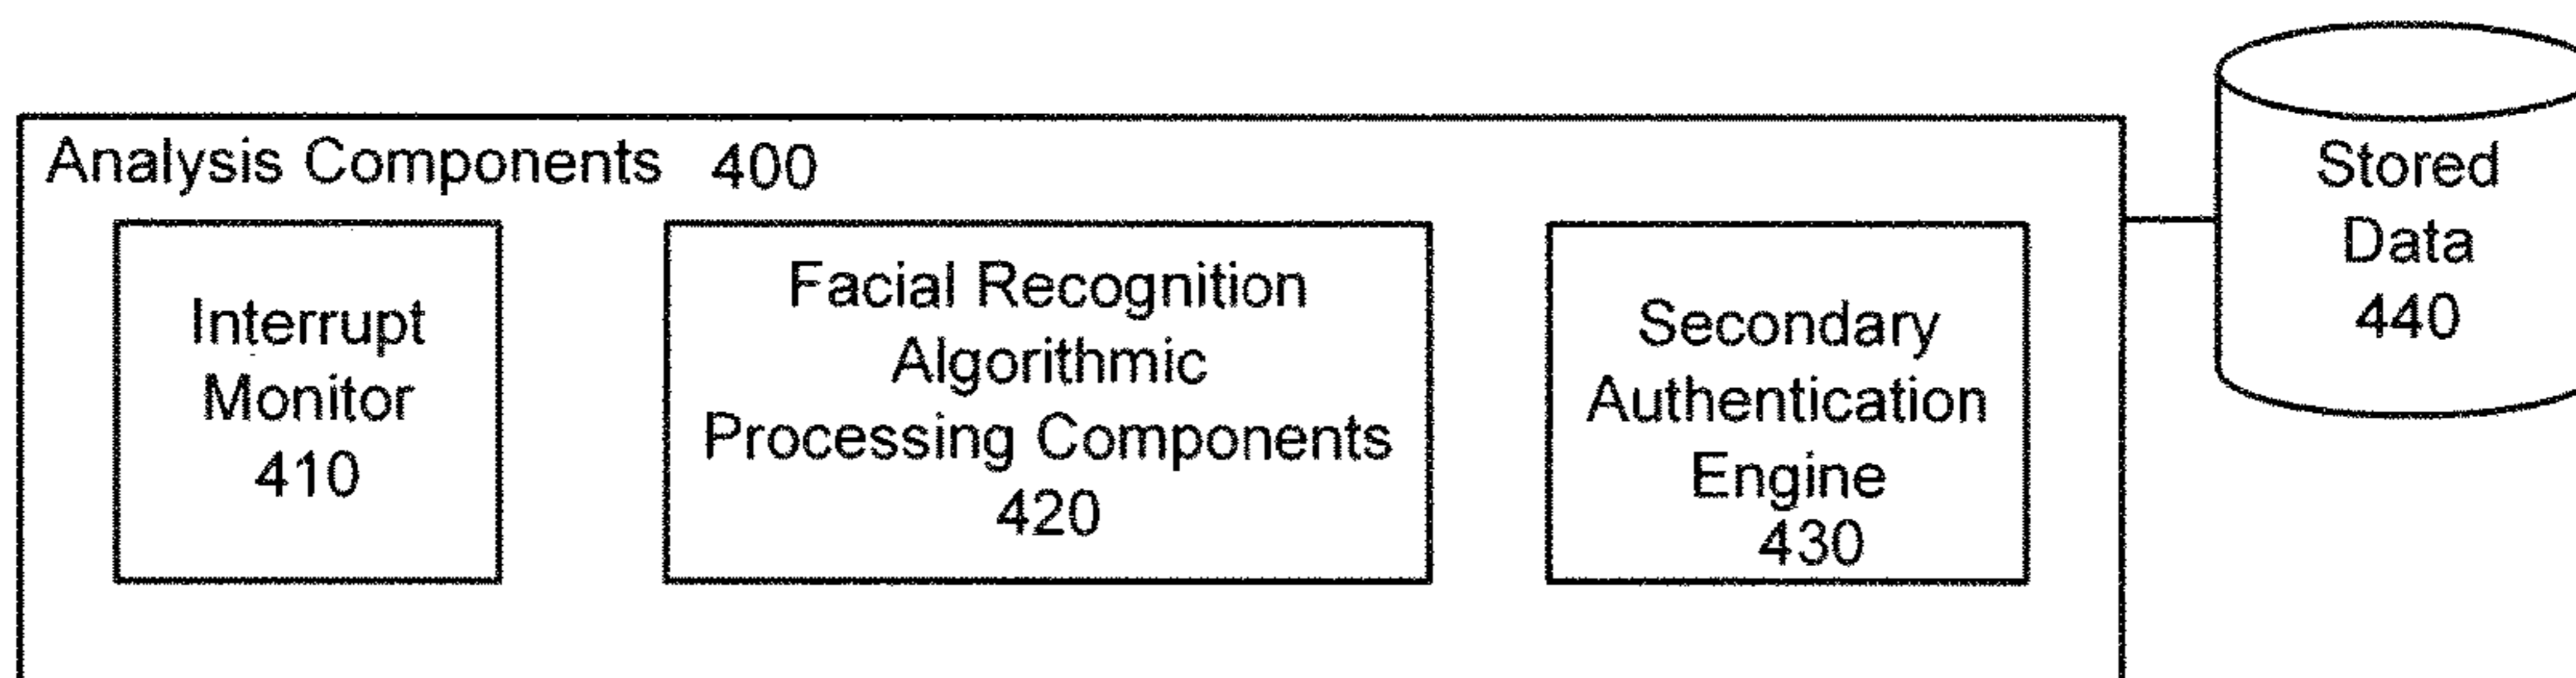 Analysis Components 400
Interrupt
Monitor
410
Facial Recognition
Algorithmic
Processing Components
420
Secondary
Authentication
Engine
430
Stored
Data
440